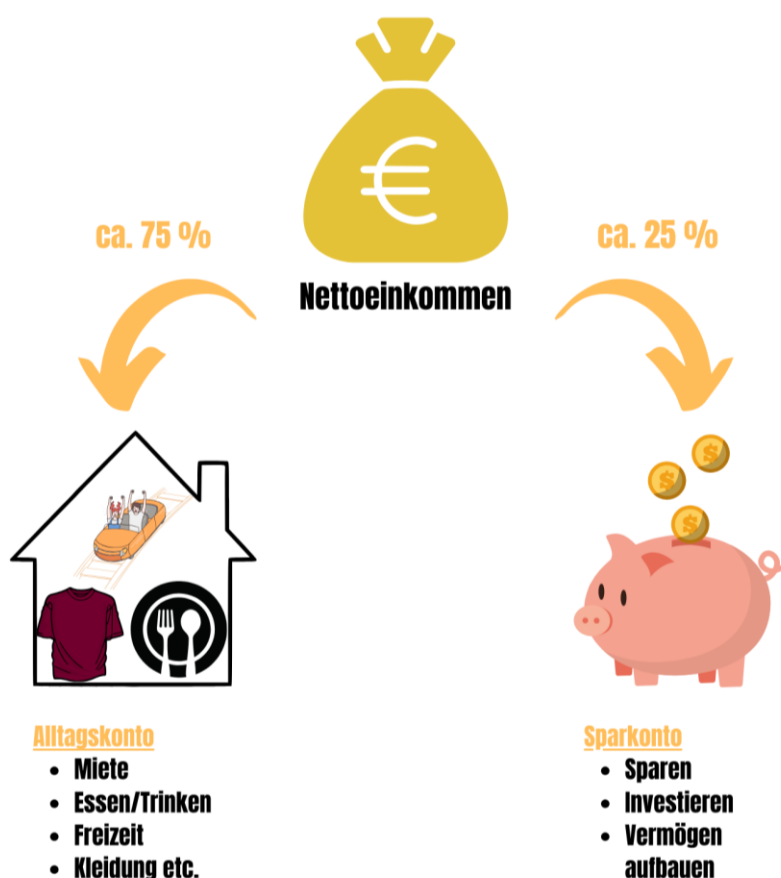 €
ca. 75 %
ca. 25 %
Nettoeinkommen
$
$
$
Alltagskonto
• Miete
• Essen/Trinken
• Freizeit
• Kleidung etc.
Sparkonto
• Sparen
• Investieren
• Vermögen
aufbauen